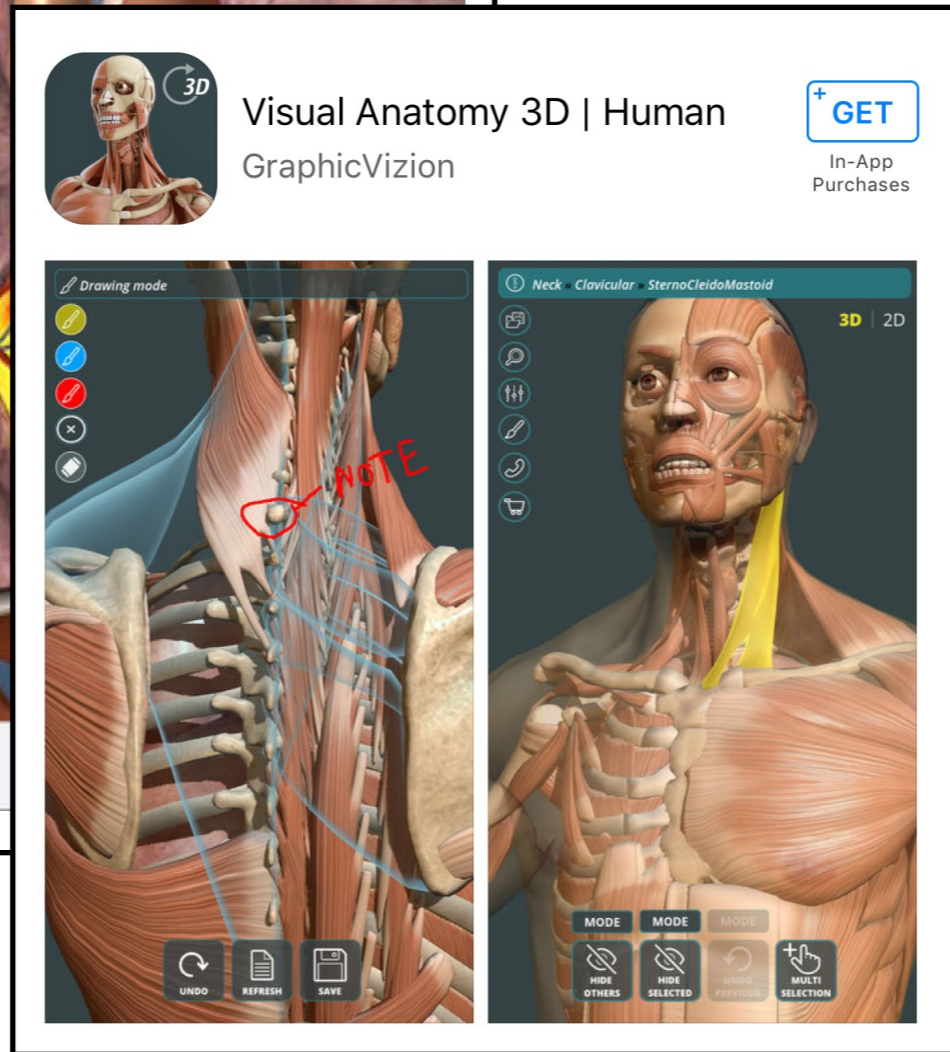 3D
Visual Anatomy 3D | Human
GraphicVizion
GET
In-App
Purchases
Drawing mode
NOTE
UNDO
REFRESH
SAVE
Neck » Clavicular » SternoCleidoMastoid
3D | 2D
MODE MODE MODE
HIDE OTHERS
HIDE SELECTED
UNDO PREVIOUS
MULTI SELECTION